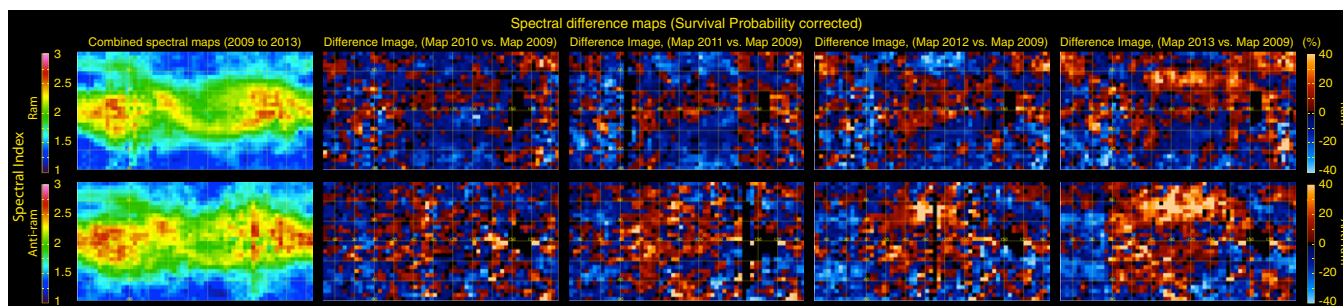 Spectral difference maps (Survival Probability corrected)
Combined spectral maps (2009 to 2013)
Difference Image, (Map 2010 vs. Map 2009)
Difference Image, (Map 2011 vs. Map 2009)
Difference Image, (Map 2012 vs. Map 2009)
Difference Image, (Map 2013 vs. Map 2009)
(%)
Spectral Index
Ram
3
2.5
2
1.5
1
40
20
0
-20
-40
Anti-ram
3
2.5
2
1.5
1
40
20
0
-20
-40